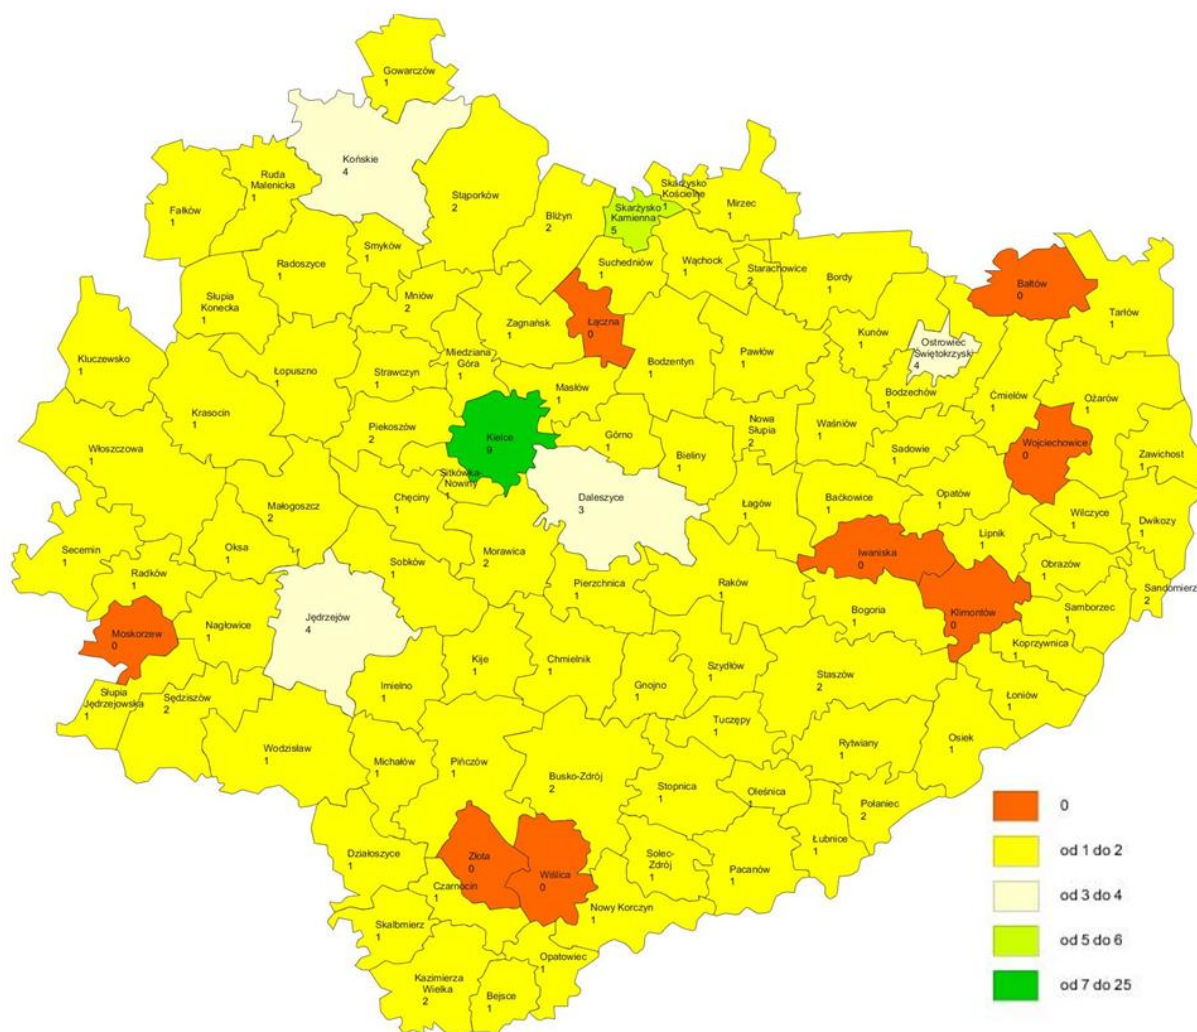 Gowarczów
1
Końskie
4
Ruda
Malenicka
1
Fałków
1
Stąporków
2
Bliżyn
2
Skarżysko
Kościelne
1
Skarżysko
Kamienna
5
Mirzec
1
Smyków
1
Radoszyce
1
Suchedniów
1
Wąchock
1
Starachowice
2
Bordy
1
Bałtów
0
Tarłów
1
Słupia
Konecka
1
Mniów
2
Zagnańsk
1
Łączna
0
Kunów
1
Ostrowiec
Świętokrzyski
4
Kluczewsko
1
Łopuszno
1
Strawczyn
1
Miedziana
Góra
1
Bodzentyn
1
Pawłów
1
Bodzechów
1
Ćmielów
1
Ożarów
1
Krasocin
1
Masłów
1
Piekoszów
2
Kielce
9
Górno
1
Nowa
Słupia
2
Waśniów
1
Sadowie
1
Wojciechowice
0
Zawichost
1
Włoszczowa
1
Bieliny
1
Sitkówka-
Nowiny
1
Chęciny
1
Daleszyce
3
Małogoszcz
2
Łagów
1
Baćkowice
1
Opatów
1
Wilczyce
1
Dwikozy
1
Lipnik
1
Secemin
1
Oksa
1
Morawica
2
Iwaniska
0
Obrazów
1
Radków
1
Sobków
1
Pierzchnica
1
Raków
1
Sandomierz
2
Moskorzew
0
Nagłowice
1
Jędrzejów
4
Bogoria
1
Klimontów
0
Samborzec
1
Koprzywnica
1
Kije
1
Chmielnik
1
Szydłów
1
Staszów
2
Imielno
1
Gnojno
1
Słupia
Jędrzejowska
1
Sędziszów
2
Łoniów
1
Tuczępy
1
Osiek
1
Wodzisław
1
Michałów
1
Pińczów
1
Busko-Zdrój
2
Rytwiany
1
Stopnica
1
Oleśnica
1
Połaniec
2
Łubnice
1
Działoszyce
1
Złota
0
Wiślica
0
Solec-
Zdrój
1
Pacanów
1
Czarnocin
1
Nowy Korczyn
1
Skalbmierz
1
Opatowiec
1
Kazimierza
Wielka
2
Bejsce
1
0
od 1 do 2
od 3 do 4
od 5 do 6
od 7 do 25